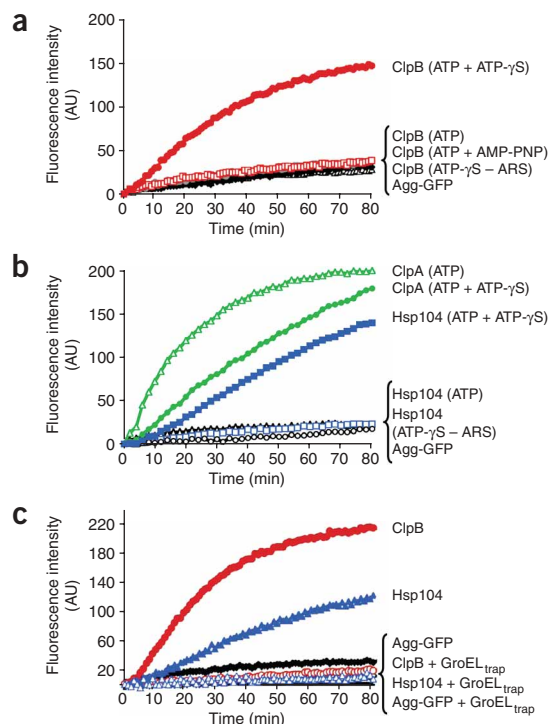 a
Fluorescence intensity
(AU)
200
150
100
50
0
0 10 20 30 40 50 60 70 80
Time (min)
ClpB (ATP + ATP-γS)
ClpB (ATP)
ClpB (ATP + AMP-PNP)
ClpB (ATP-γS – ARS)
Agg-GFP
b
Fluorescence intensity
(AU)
200
150
100
50
0
0 10 20 30 40 50 60 70 80
Time (min)
ClpA (ATP)
ClpA (ATP + ATP-γS)
Hsp104 (ATP + ATP-γS)
Hsp104 (ATP)
Hsp104
(ATP-γS – ARS)
Agg-GFP
c
Fluorescence intensity
(AU)
220
180
140
100
60
20
0 10 20 30 40 50 60 70 80
Time (min)
ClpB
Hsp104
Agg-GFP
ClpB + GroELtrap
Hsp104 + GroELtrap
Agg-GFP + GroELtrap